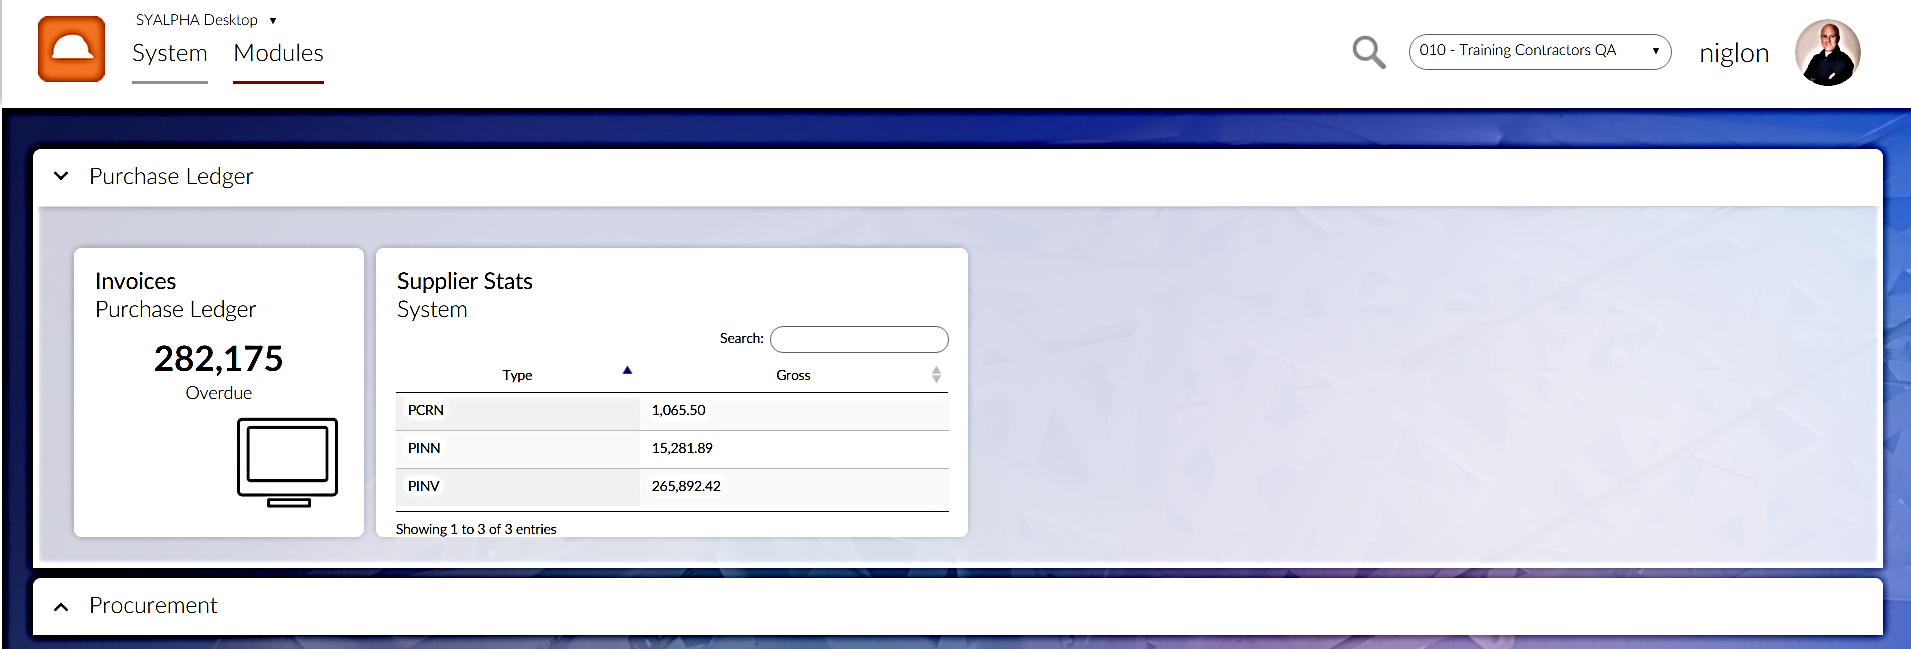 SYALPHA Desktop
System Modules
010 - Training Contractors QA
niglon
Purchase Ledger
Invoices
Purchase Ledger
282,175
Overdue
Supplier Stats
System
Search:
Type Gross
PCRN 1,065.50
PINN 15,281.89
PINV 265,892.42
Showing 1 to 3 of 3 entries
Procurement